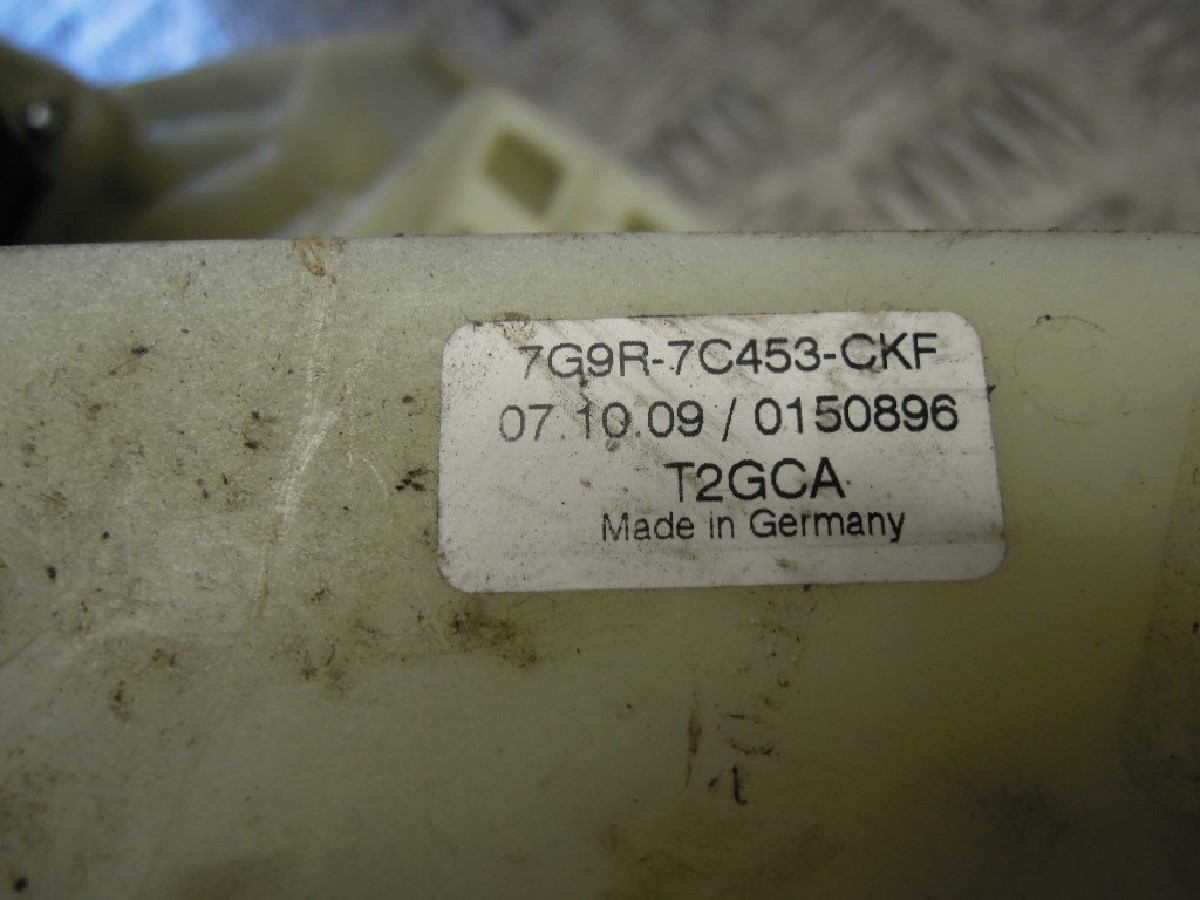 7G9R-7C453-CKF
07.10.09 / 0150896
T2GCA
Made in Germany